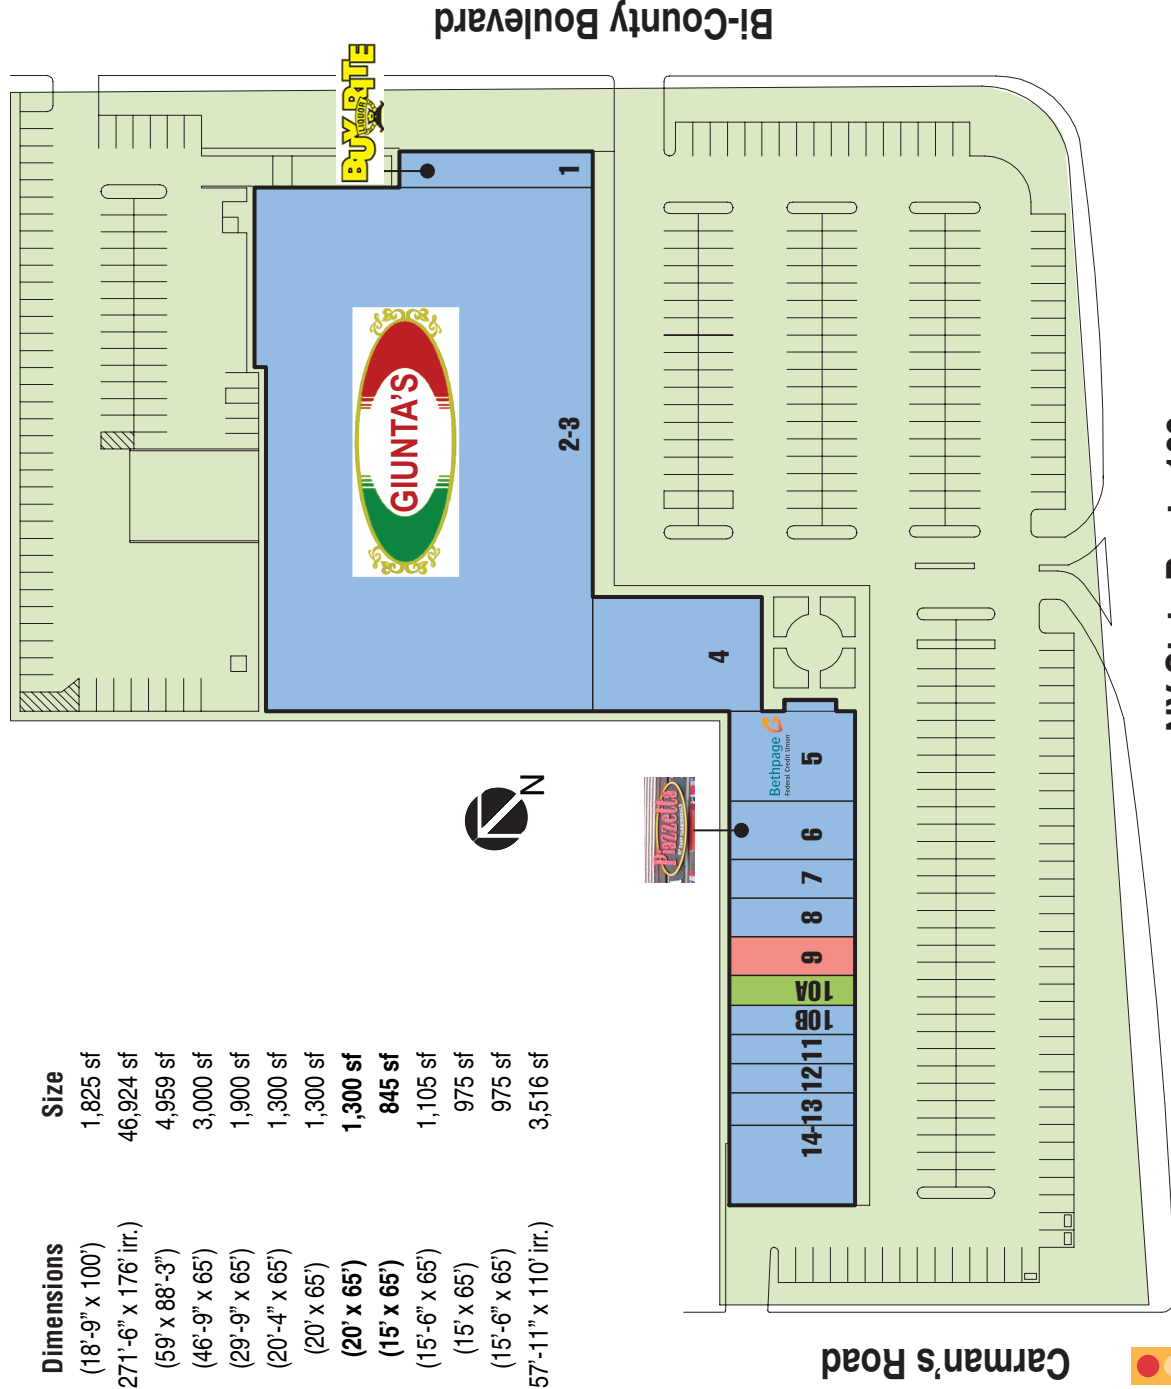 Bi-County Boulevard
BUY RITE
LIQUOR
1
GIUNTA'S
2-3
4
Bethpage
Federal Credit Union
5
Piazzetta
6
7
8
9
10A
10B
11
12
14-13
N
Dimensions Size
(18'-9" x 100') 1,825 sf
271'-6" x 176' irr.) 46,924 sf
(59' x 88'-3") 4,959 sf
(46'-9" x 65') 3,000 sf
(29'-9" x 65') 1,900 sf
(20'-4" x 65') 1,300 sf
(20' x 65') 1,300 sf
(20' x 65') 1,300 sf
(15' x 65') 845 sf
(15'-6" x 65') 1,105 sf
(15' x 65') 975 sf
(15'-6" x 65') 975 sf
57'-11" x 110' irr.) 3,516 sf
Carman's Road